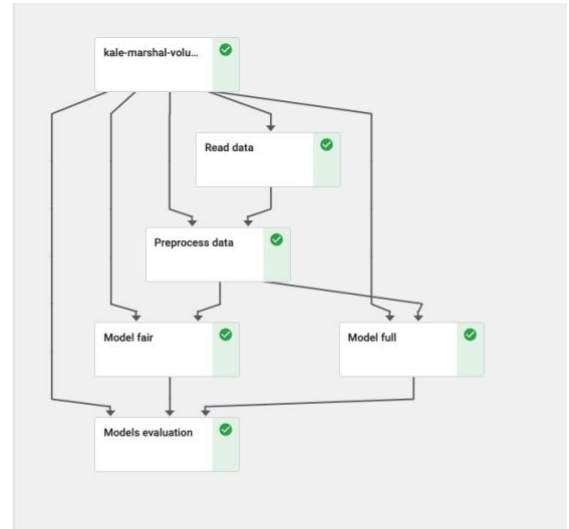 kale-marshal-volu...
Read data
Preprocess data
Model fair
Model full
Models evaluation